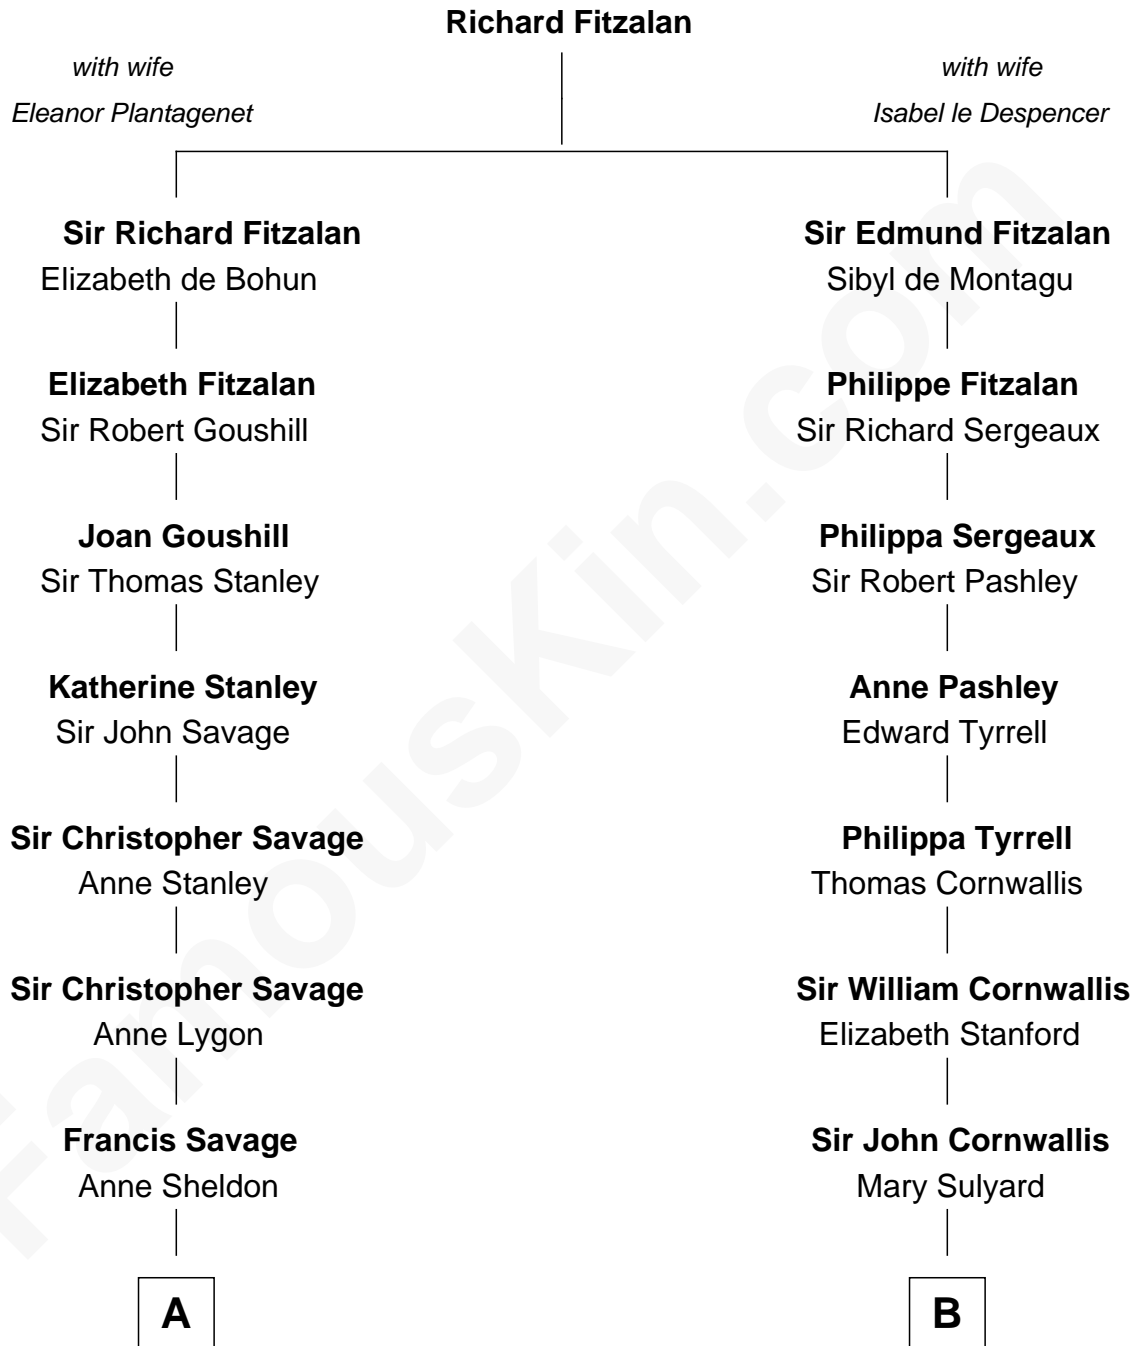 Richard Fitzalan
with wife
Eleanor Plantagenet
with wife
Isabel le Despencer
Sir Richard Fitzalan
Elizabeth de Bohun
Sir Edmund Fitzalan
Sibyl de Montagu
Elizabeth Fitzalan
Sir Robert Goushill
Philippe Fitzalan
Sir Richard Sergeaux
Joan Goushill
Sir Thomas Stanley
Philippa Sergeaux
Sir Robert Pashley
Katherine Stanley
Sir John Savage
Anne Pashley
Edward Tyrrell
Sir Christopher Savage
Anne Stanley
Philippa Tyrrell
Thomas Cornwallis
Sir Christopher Savage
Anne Lygon
Sir William Cornwallis
Elizabeth Stanford
Francis Savage
Anne Sheldon
Sir John Cornwallis
Mary Sulyard
A
B
FamousKin.com